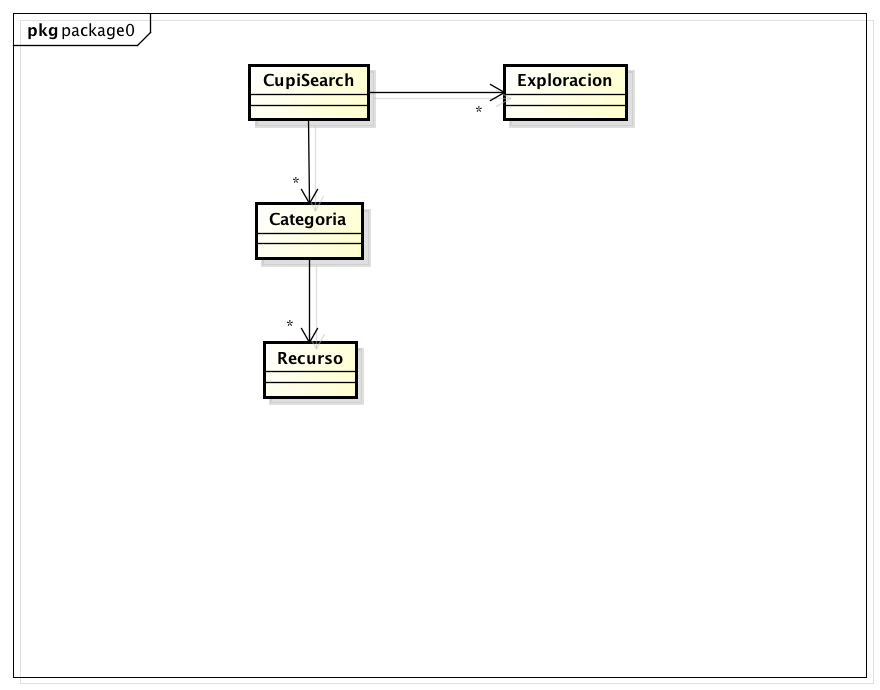 pkg package0
CupiSearch
Exploracion
*
*
Categoria
*
Recurso